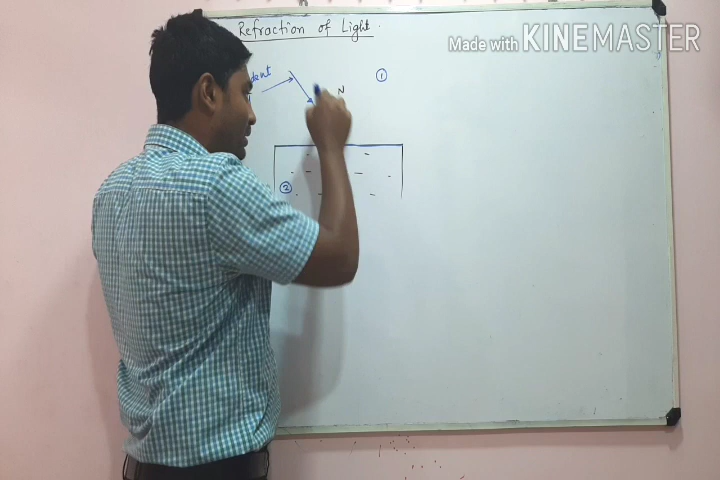 Refraction of Light.
Made with KINEMASTER
①
N
②